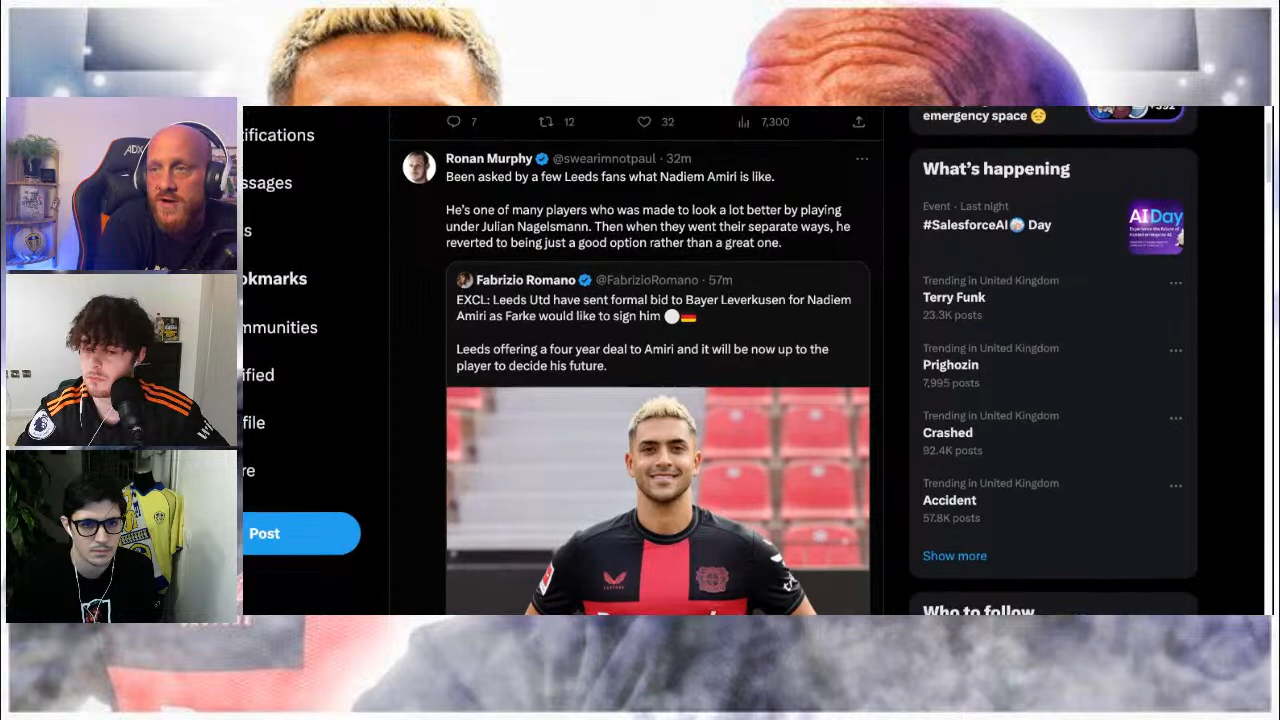 7
12
32
7,300
emergency space 😔
tifications
ssages
s
okmarks
mmunities
ified
file
re
Post
Ronan Murphy @swearimnotpaul · 32m
Been asked by a few Leeds fans what Nadiem Amiri is like.
He's one of many players who was made to look a lot better by playing
under Julian Nagelsmann. Then when they went their separate ways, he
reverted to being just a good option rather than a great one.
Fabrizio Romano @FabrizioRomano · 57m
EXCL: Leeds Utd have sent formal bid to Bayer Leverkusen for Nadiem
Amiri as Farke would like to sign him ⚪🇩🇪
Leeds offering a four year deal to Amiri and it will be now up to the
player to decide his future.
What's happening
Event · Last night
#SalesforceAI Day
AI Day
Trending in United Kingdom
Terry Funk
23.3K posts
Trending in United Kingdom
Prighozin
7,995 posts
Trending in United Kingdom
Crashed
92.4K posts
Trending in United Kingdom
Accident
57.8K posts
Show more
Who to follow
ADX